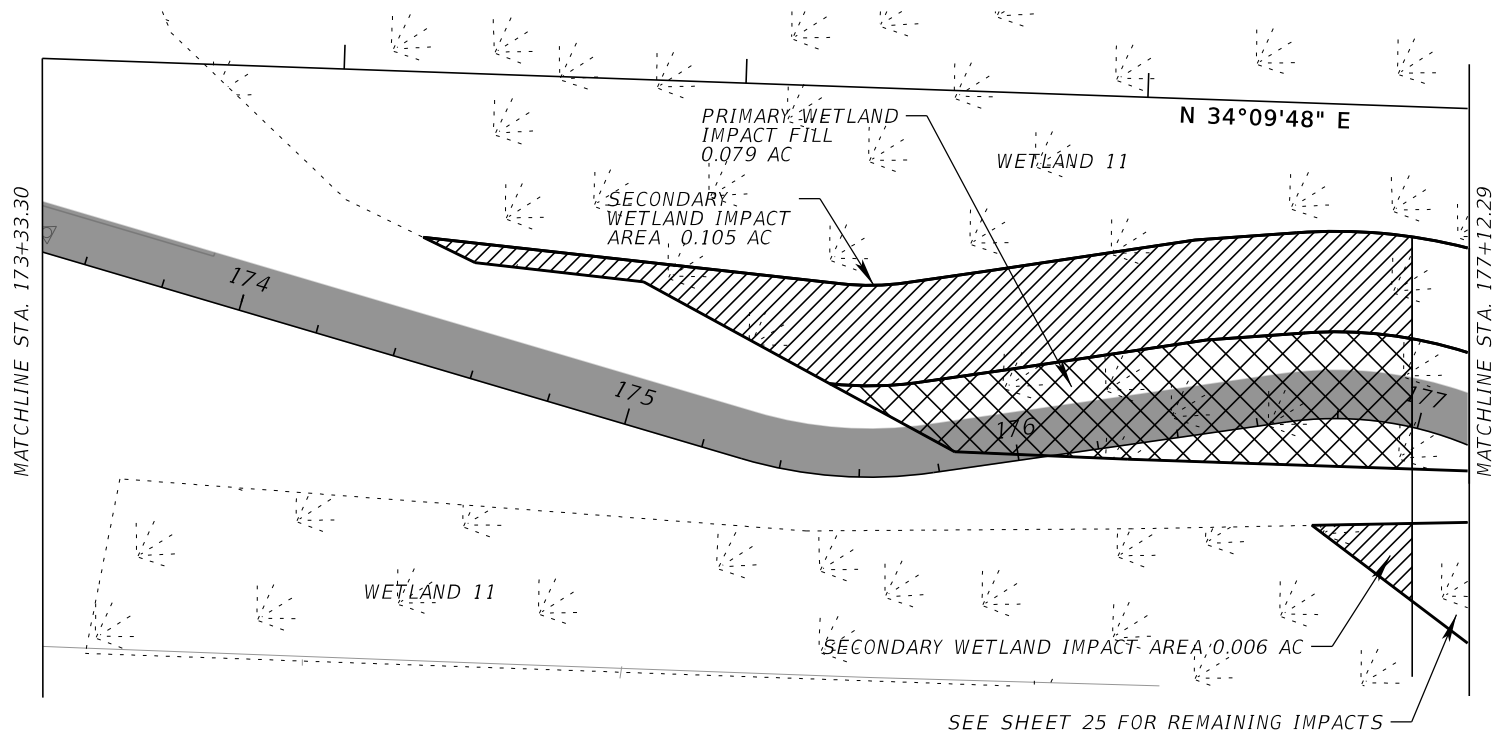 PRIMARY WETLAND
IMPACT FILL
0.079 AC
N 34°09'48" E
WETLAND 11
SECONDARY
WETLAND IMPACT
AREA 0.105 AC
MATCHLINE STA. 173+33.30
MATCHLINE STA. 177+12.29
174
175
176
177
WETLAND 11
SECONDARY WETLAND IMPACT AREA 0.006 AC
SEE SHEET 25 FOR REMAINING IMPACTS